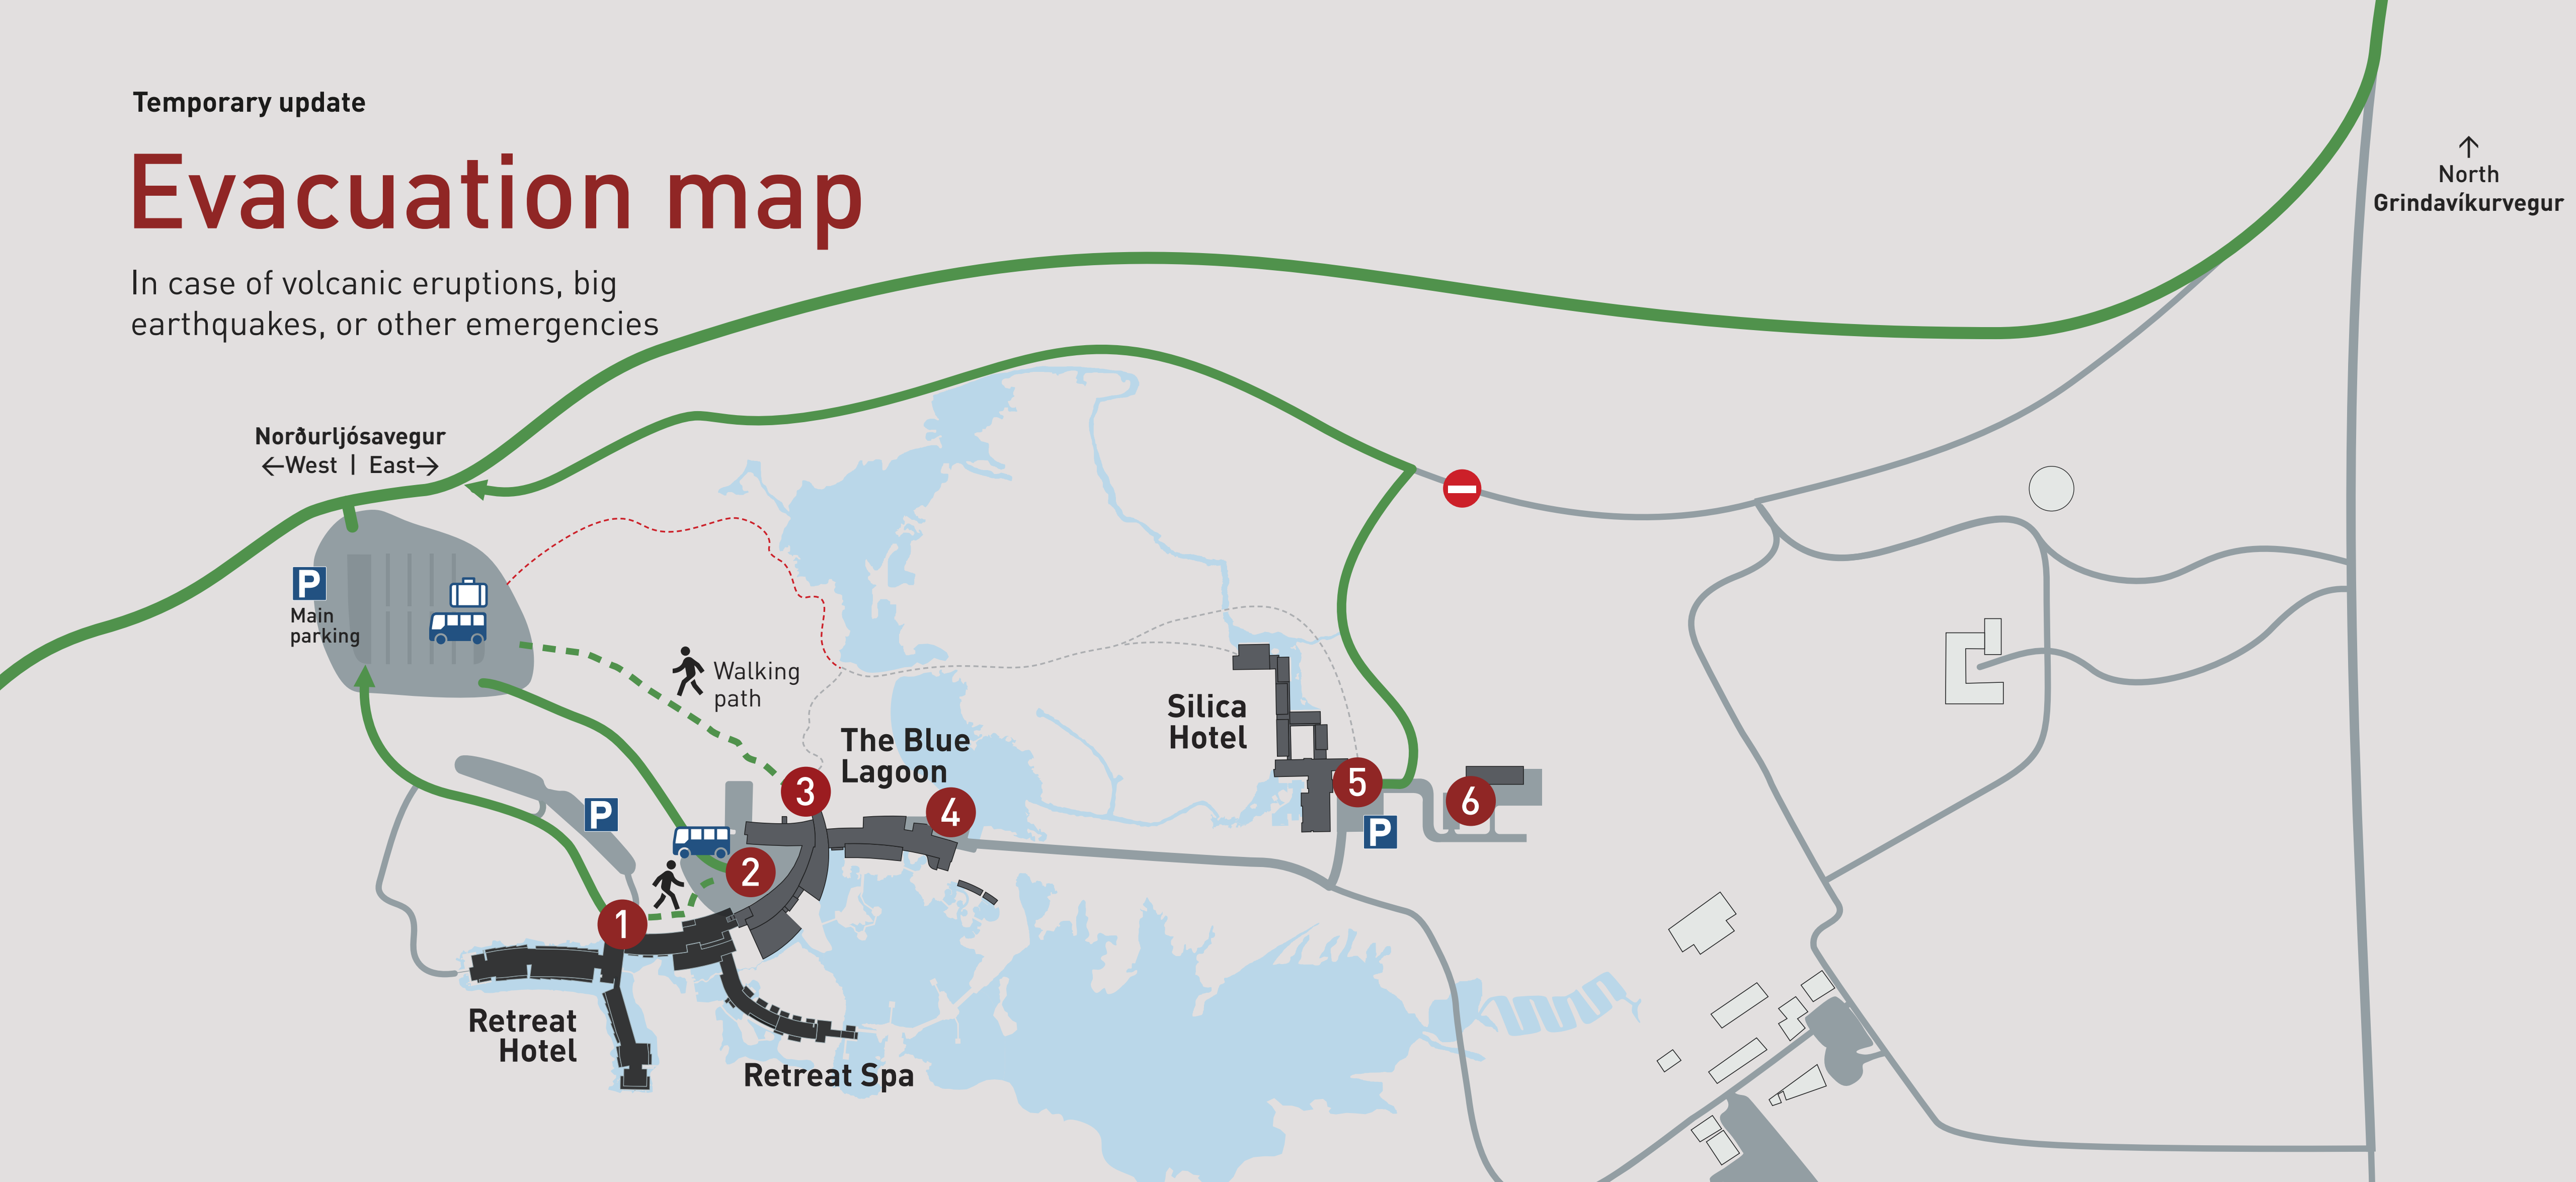 Temporary update
Evacuation map
In case of volcanic eruptions, big
earthquakes, or other emergencies
↑
North
Grindavíkurvegur
Norðurljósavegur
←West | East→
P
Main
parking
Walking
path
The Blue
Lagoon
Silica
Hotel
P
3
4
5
6
P
2
1
Retreat
Hotel
Retreat Spa